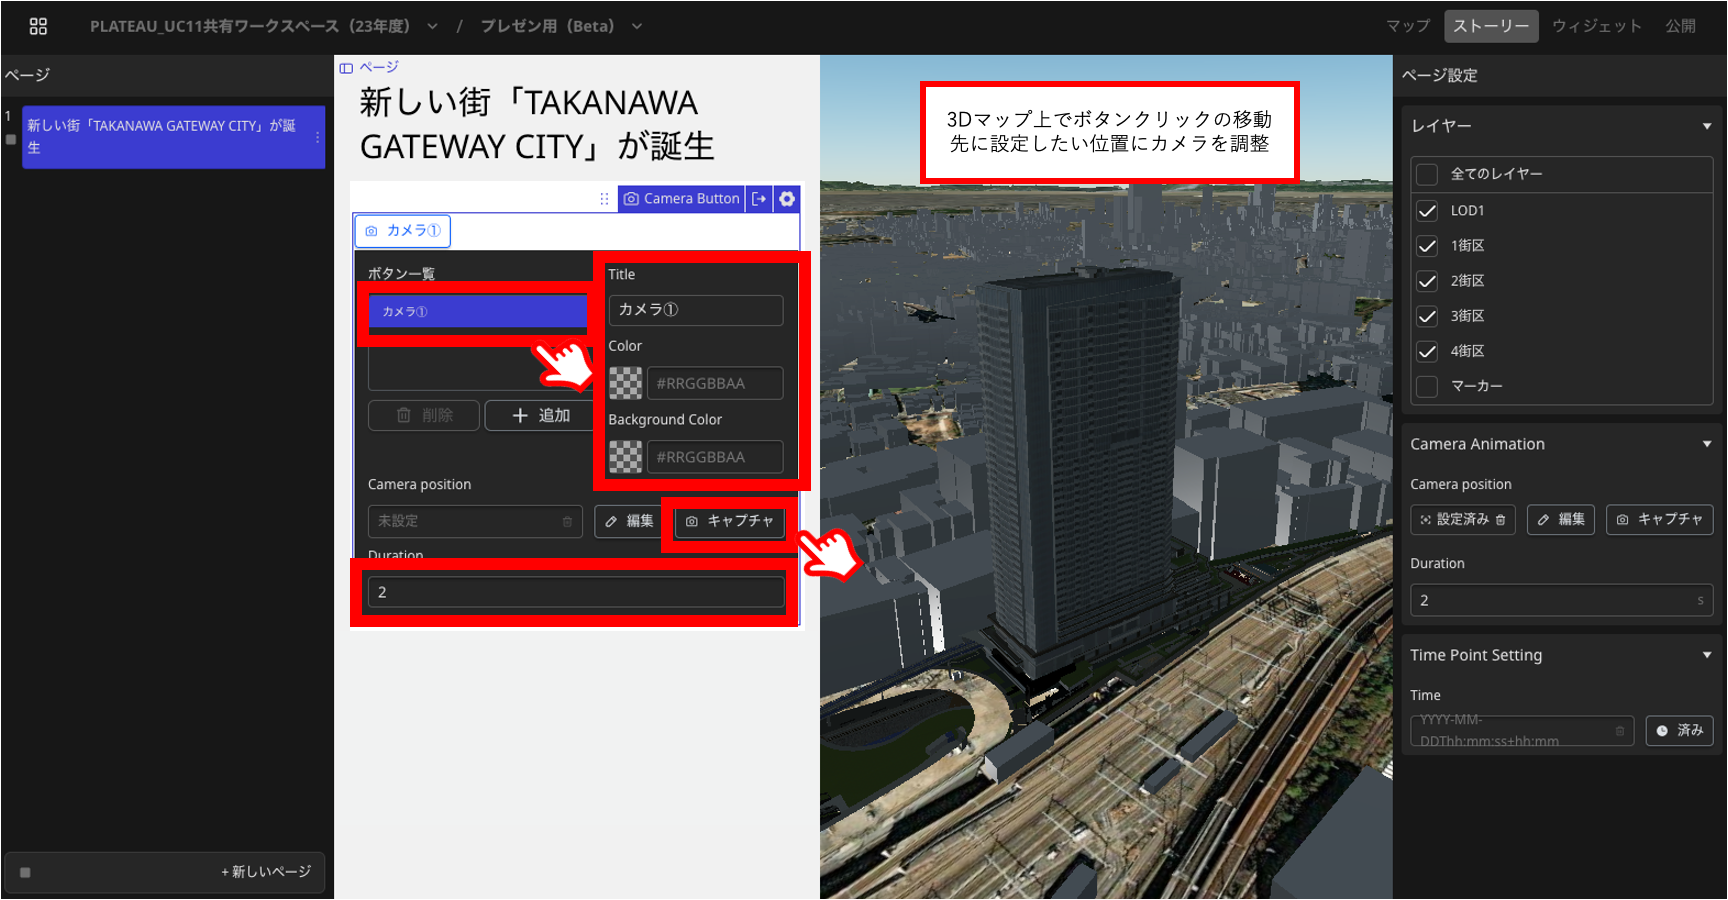 PLATEAU_UC11共有ワークスペース（23年度）
/
プレゼン用（Beta）
マップ
ストーリー
ウィジェット
公開
ページ
1
新しい街「TAKANAWA GATEWAY CITY」が誕
生
+ 新しいページ
ページ
新しい街「TAKANAWA
GATEWAY CITY」が誕生
Camera Button
カメラ①
ボタン一覧
カメラ①
削除
追加
Title
カメラ①
Color
#RRGGBBAA
Background Color
#RRGGBBAA
Camera position
未設定
編集
キャプチャ
Duration
2
3Dマップ上でボタンクリックの移動
先に設定したい位置にカメラを調整
ページ設定
レイヤー
全てのレイヤー
LOD1
1街区
2街区
3街区
4街区
マーカー
Camera Animation
Camera position
設定済み
編集
キャプチャ
Duration
2
s
Time Point Setting
Time
YYYY-MM-
DDThh:mm:ss±hh:mm
済み